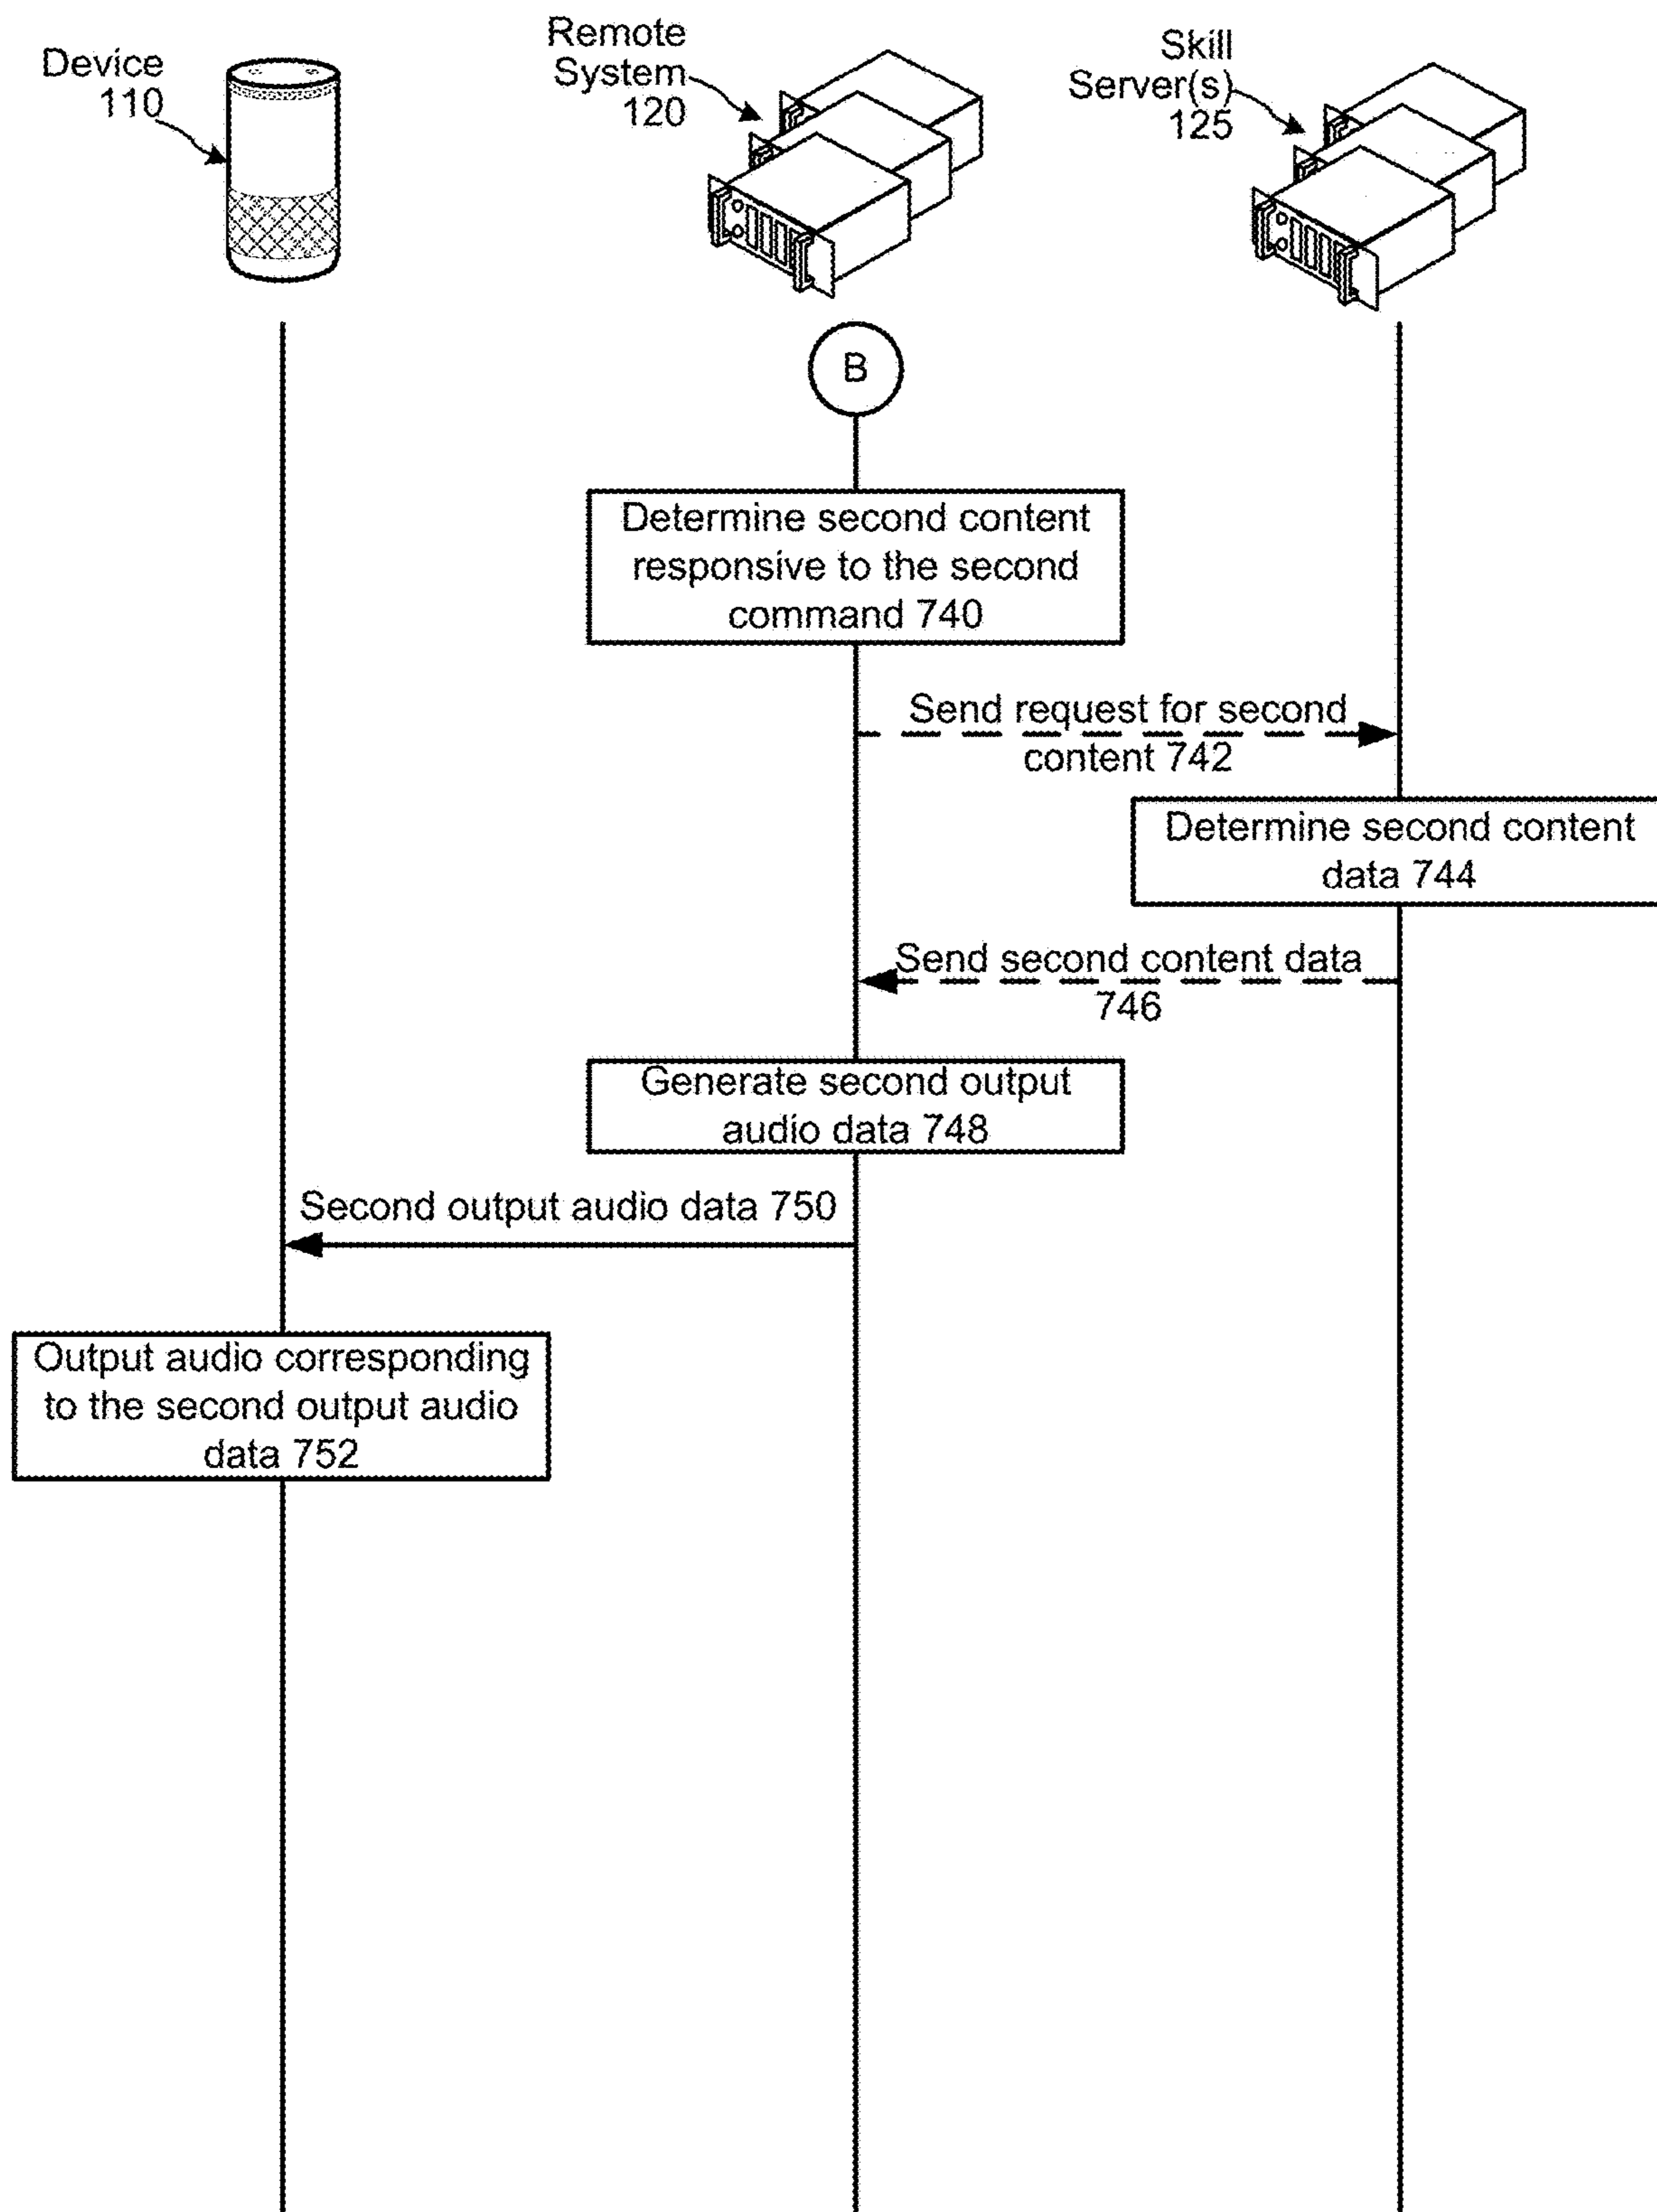 Device
110
Remote
System
120
Skill
Server(s)
125
B
Determine second content
responsive to the second
command 740
Send request for second
content 742
Determine second content
data 744
Send second content data
746
Generate second output
audio data 748
Second output audio data 750
Output audio corresponding
to the second output audio
data 752